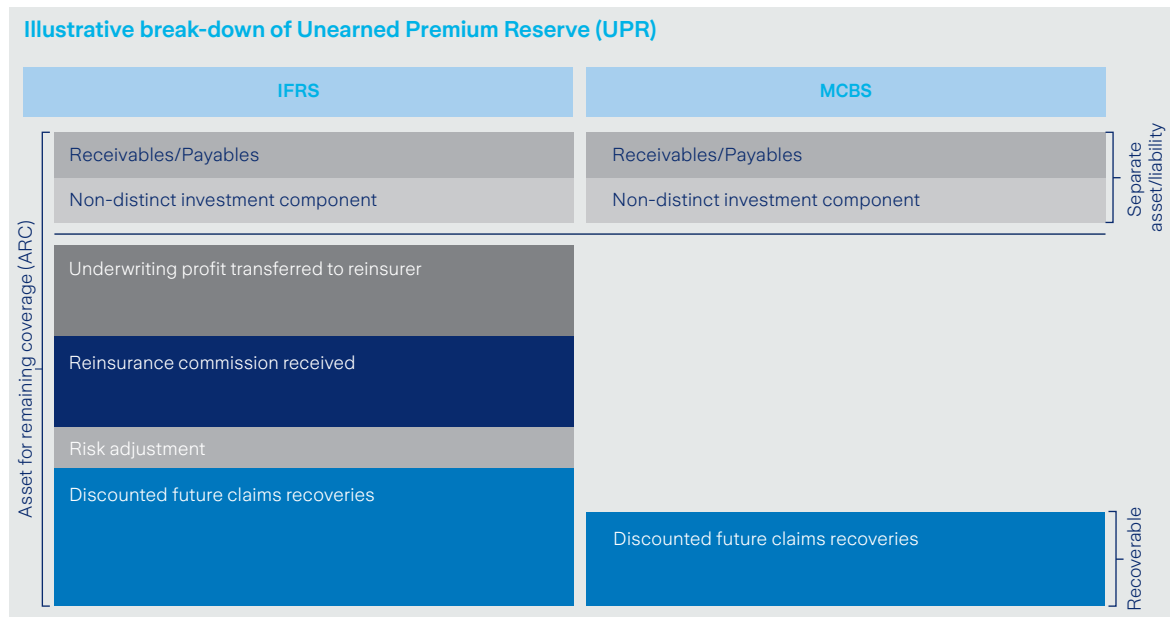 Illustrative break-down of Unearned Premium Reserve (UPR)
IFRS
MCBS
Asset for remaining coverage (ARC)
Receivables/Payables
Receivables/Payables
Non-distinct investment component
Non-distinct investment component
Separate
asset/liability
Underwriting profit transferred to reinsurer
Reinsurance commission received
Risk adjustment
Discounted future claims recoveries
Discounted future claims recoveries
Recoverable